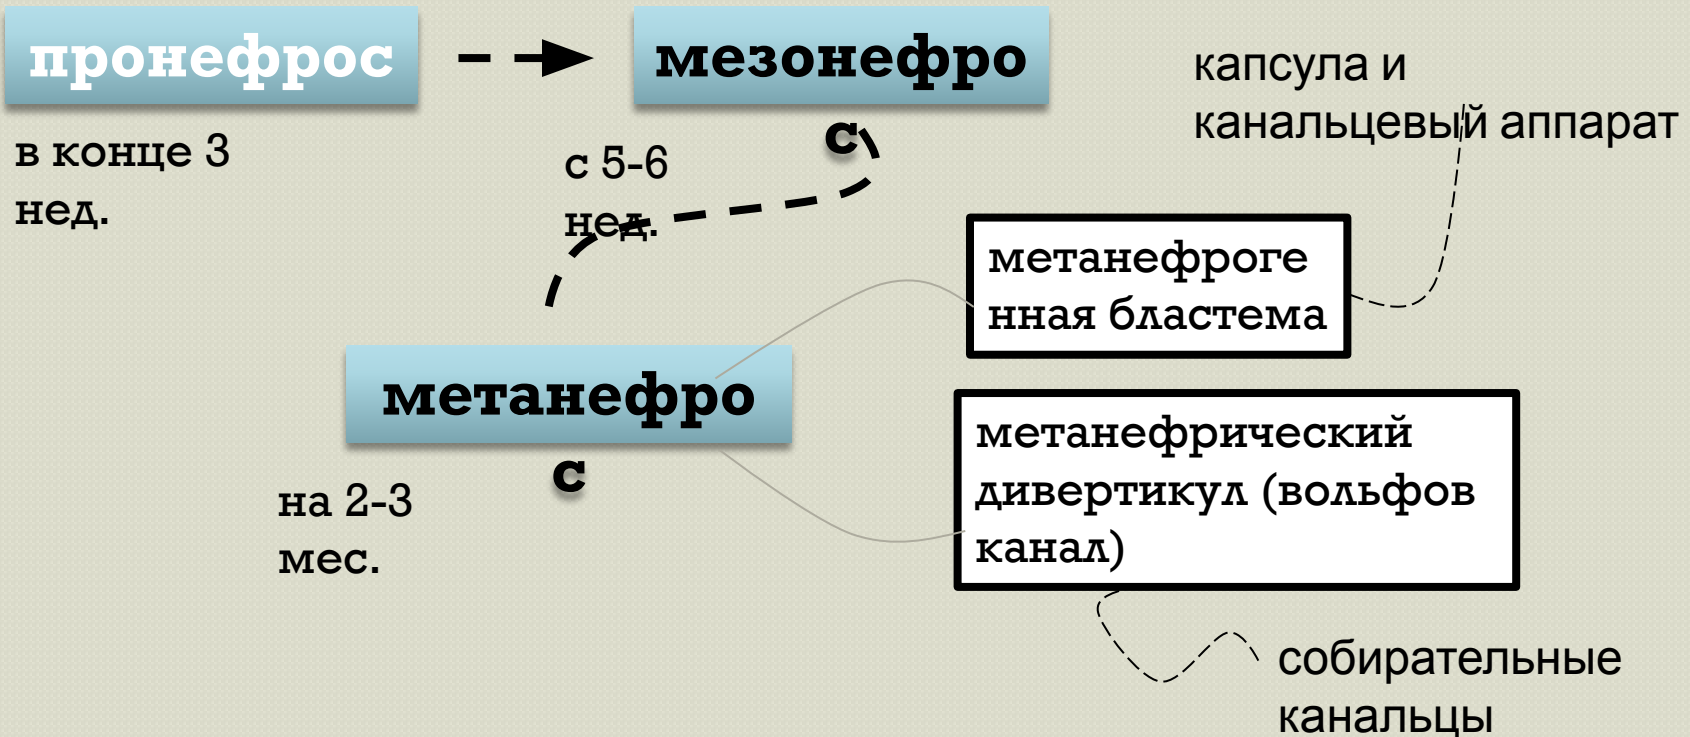 пронефрос
мезонефро
с
в конце 3
нед.
с 5-6
нед.
капсула и
канальцевый аппарат
метанефроге
нная бластема
метанефро
с
на 2-3
мес.
метанефрический
дивертикул (вольфов
канал)
собирательные
канальцы